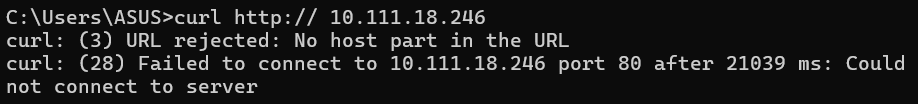 C:\Users\ASUS>curl http:// 10.111.18.246
curl: (3) URL rejected: No host part in the URL
curl: (28) Failed to connect to 10.111.18.246 port 80 after 21039 ms: Could
not connect to server